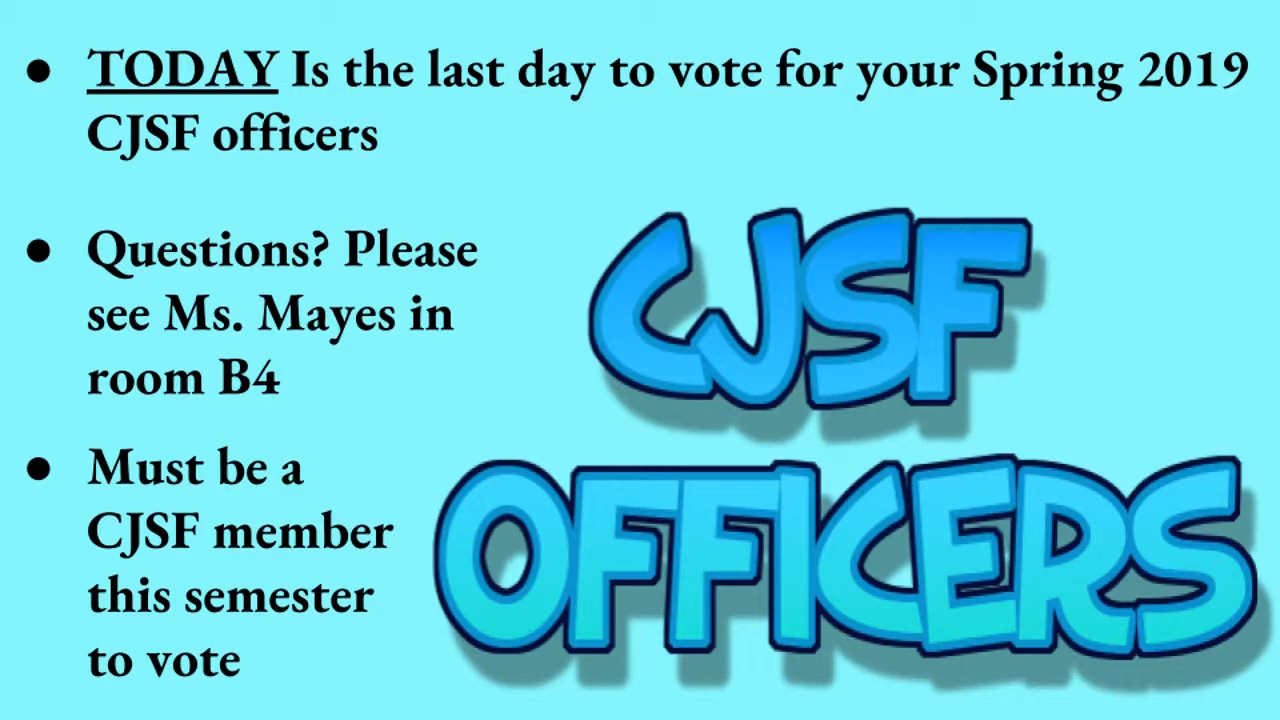 ● TODAY Is the last day to vote for your Spring 2019
CJSF officers
● Questions? Please
see Ms. Mayes in
room B4
● Must be a
CJSF member
this semester
to vote
CJSF
OFFICERS